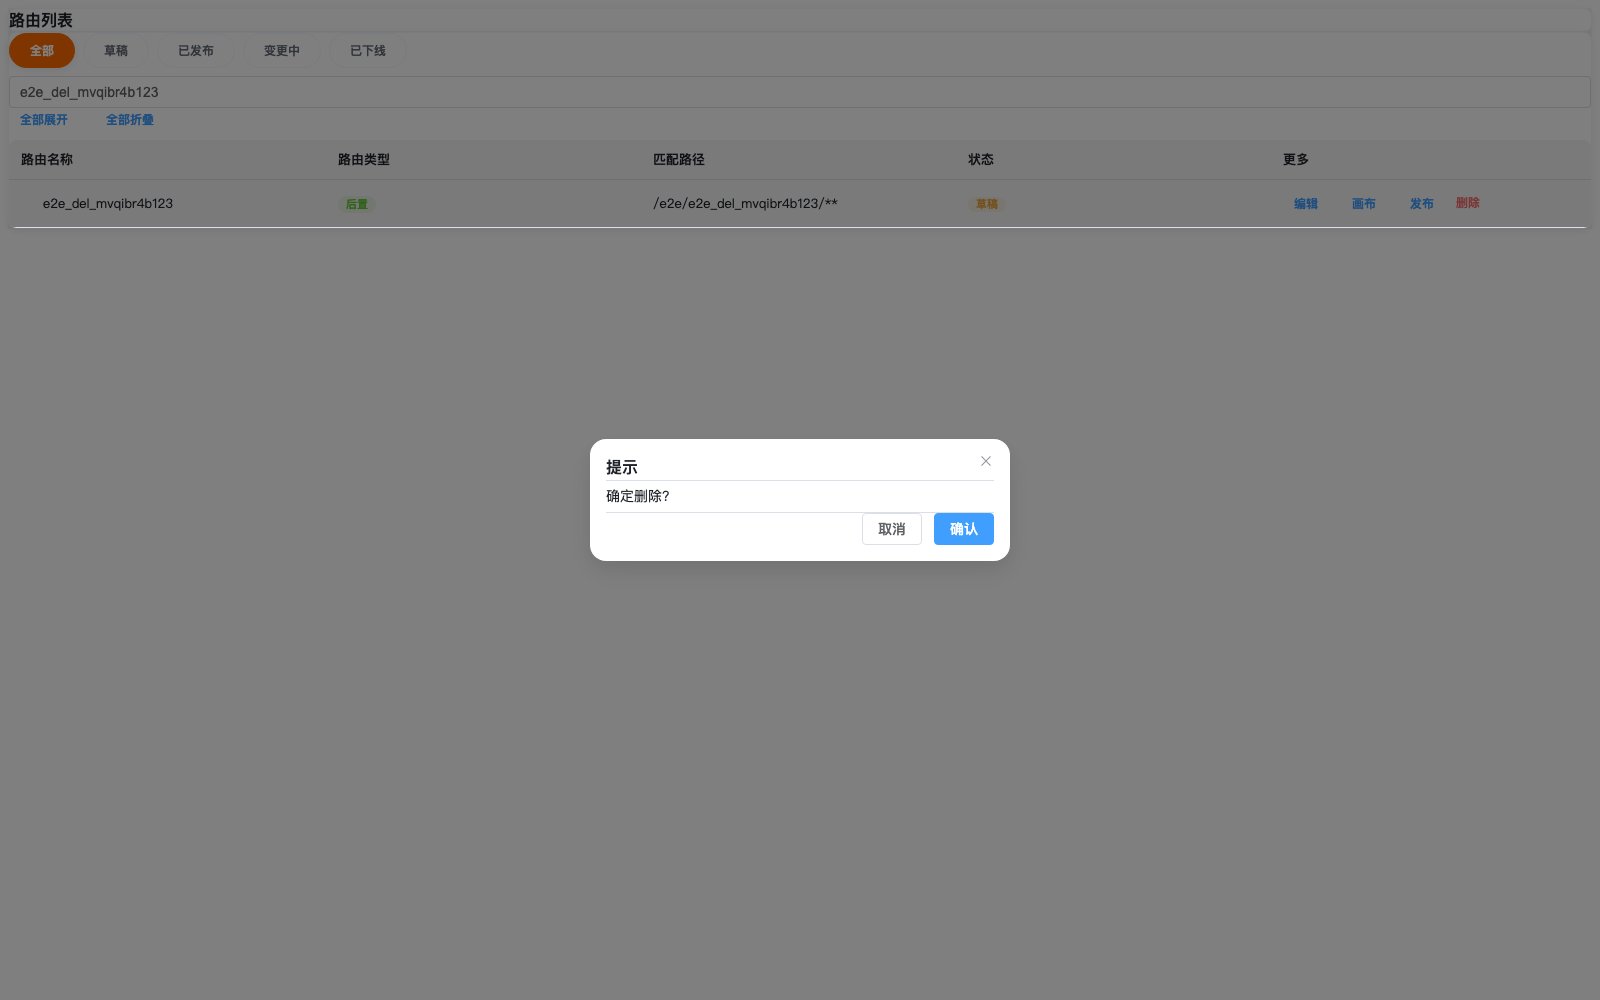 路由列表
全部 草稿 已发布 变更中 已下线
e2e_del_mvqibr4b123
全部展开 全部折叠
路由名称 路由类型 匹配路径 状态 更多
e2e_del_mvqibr4b123 后置 /e2e/e2e_del_mvqibr4b123/** 草稿 编辑 画布 发布 删除
提示
确定删除?
取消 确认